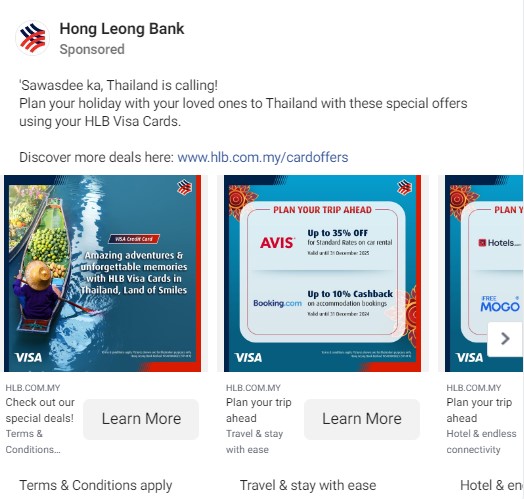 Hong Leong Bank
Sponsored
'Sawasdee ka, Thailand is calling!
Plan your holiday with your loved ones to Thailand with these special offers
using your HLB Visa Cards.
Discover more deals here: www.hlb.com.my/cardoffers
VISA Credit Card
Amazing adventures &
unforgettable memories
with HLB Visa Cards in
Thailand, Land of Smiles
VISA
PLAN YOUR TRIP AHEAD
AVIS
Up to 35% OFF
for Standard Rates on car rental
Valid until 31 December 2025
Booking.com
Up to 10% Cashback
on accommodation bookings
Valid until 31 December 2024
VISA
PLAN Y
Hotels
iFREE
MOGO
VISA
HLB.COM.MY
Check out our
special deals!
Terms &
Conditions...
Learn More
HLB.COM.MY
Plan your trip
ahead
Travel & stay
with ease
Learn More
HLB.COM.MY
Plan your trip
ahead
Hotel & endless
connectivity
Terms & Conditions apply
Travel & stay with ease
Hotel & en